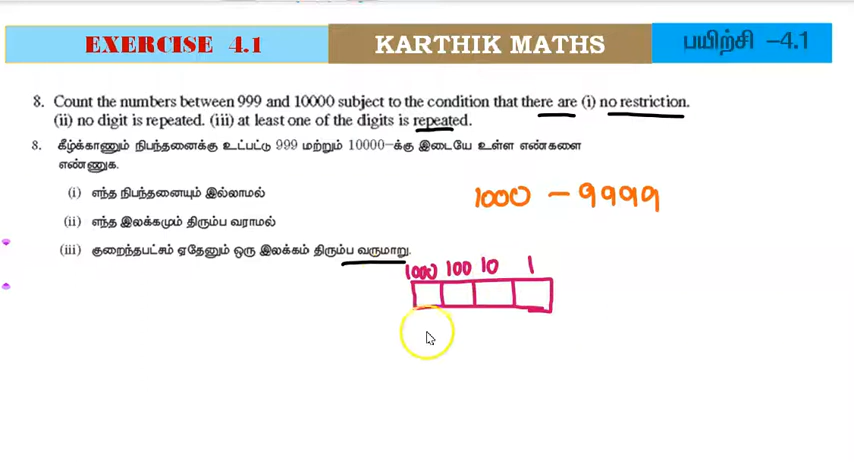 EXERCISE 4.1 KARTHIK MATHS பயிற்சி –4.1
8. Count the numbers between 999 and 10000 subject to the condition that there are (i) no restriction.
(ii) no digit is repeated. (iii) at least one of the digits is repeated.
8. கீழ்க்காணும் நிபந்தனைக்கு உட்பட்டு 999 மற்றும் 10000–க்கு இடையே உள்ள எண்களை
எண்ணுக.
(i) எந்த நிபந்தனையும் இல்லாமல்
1000 – 9999
(ii) எந்த இலக்கமும் திரும்ப வராமல்
(iii) குறைந்தபட்சம் ஏதேனும் ஒரு இலக்கம் திரும்ப வருமாறு.
1000 100 10 1